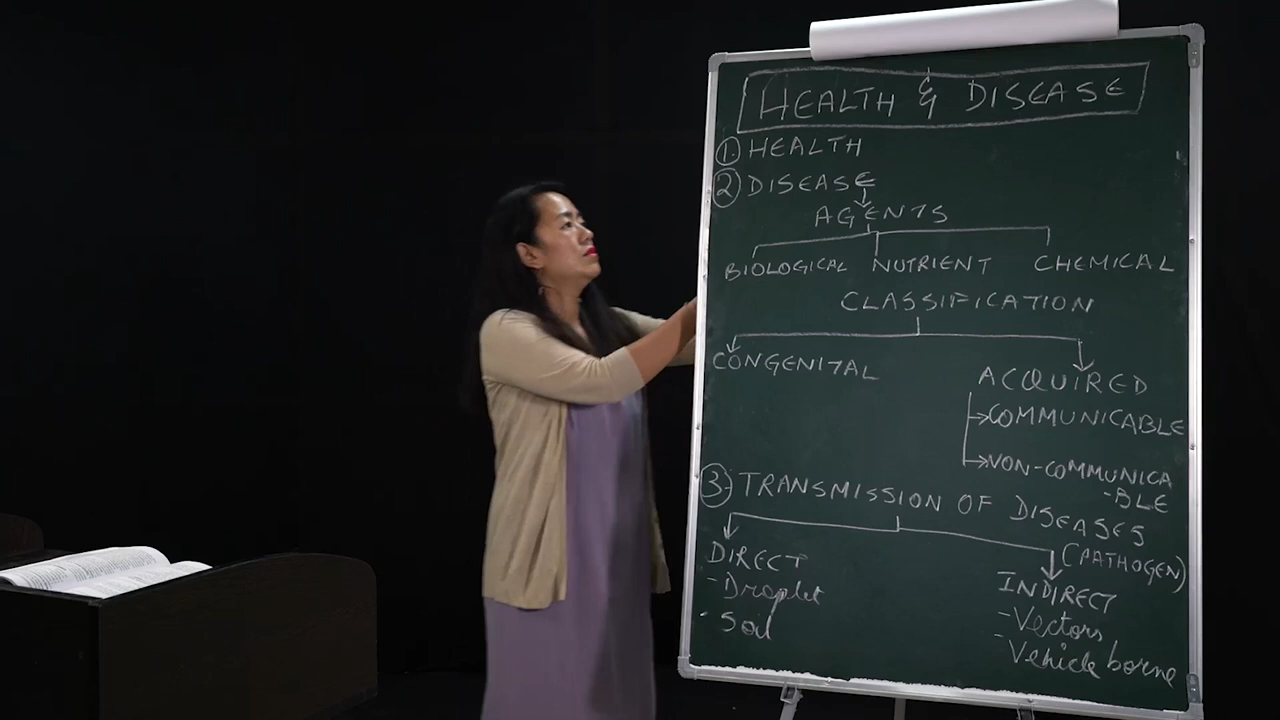 HEALTH & DISEASE
1. HEALTH
2 DISEASE
AGENTS
BIOLOGICAL NUTRIENT CHEMICAL
CLASSIFICATION
CONGENITAL
ACQUIRED
COMMUNICABLE
NON-COMMUNICA
-BLE
3. TRANSMISSION OF DISEASES
(PATHOGEN)
DIRECT
- Droplet
- Soil
INDIRECT
- Vectors
- Vehicle borne